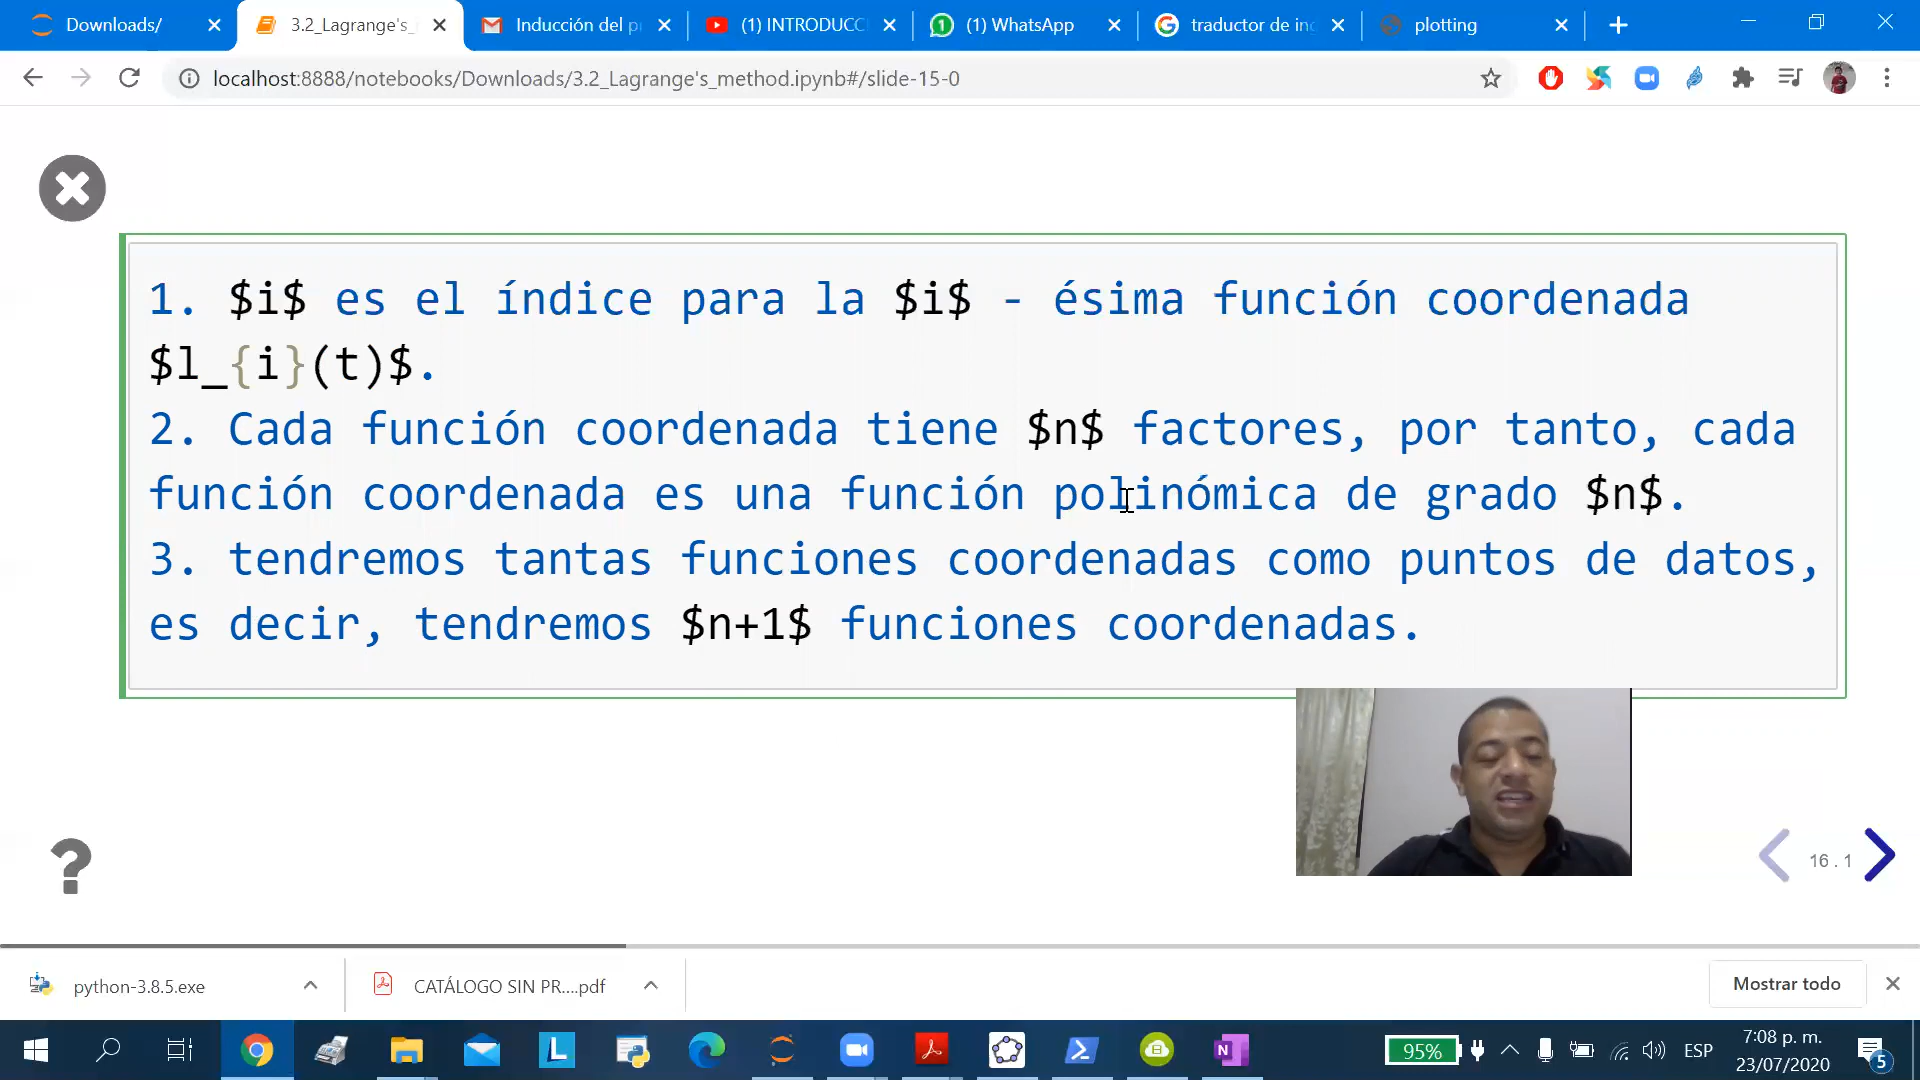 Downloads/
3.2_Lagrange's_
Inducción del pr
(1) INTRODUCC
(1) WhatsApp
traductor de in
plotting
localhost:8888/notebooks/Downloads/3.2_Lagrange's_method.ipynb#/slide-15-0
1. $i$ es el índice para la $i$ - ésima función coordenada
$l_{i}(t)$.
2. Cada función coordenada tiene $n$ factores, por tanto, cada
función coordenada es una función polinómica de grado $n$.
3. tendremos tantas funciones coordenadas como puntos de datos,
es decir, tendremos $n+1$ funciones coordenadas.
16 . 1
python-3.8.5.exe
CATÁLOGO SIN PR....pdf
Mostrar todo
95%
ESP
7:08 p. m.
23/07/2020
5